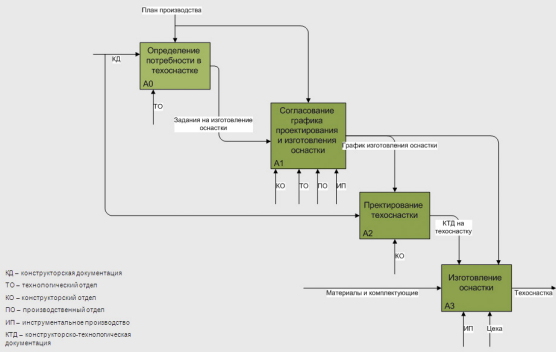 План производства
КД
Определение
потребности в
техоснастке
А0
ТО
Задания на изготовление
оснастки
Согласование
графика
проектирования
и изготовления
оснастки
А1
График изготовления оснастки
КО
ТО
ПО
ИП
Пректирование
техоснастки
А2
КТД на
техоснастку
КО
Изготовление
оснастки
А3
Материалы и комплектующие
Техоснастка
ИП
Цеха
КД – конструкторская документация
ТО – технологический отдел
КО – конструкторский отдел
ПО – производственный отдел
ИП – инструментальное производство
КТД – конструкторско-технологическая
документация